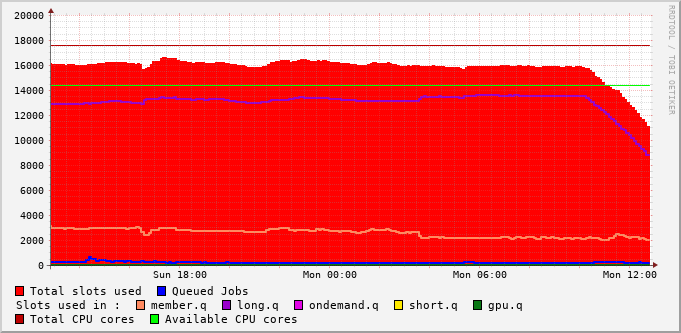 RRDTOOL / TOBI OETIKER
20000
18000
16000
14000
12000
10000
8000
6000
4000
2000
0
Sun 18:00 Mon 00:00 Mon 06:00 Mon 12:00
Total slots used Queued Jobs
Slots used in : member.q long.q ondemand.q short.q gpu.q
Total CPU cores Available CPU cores